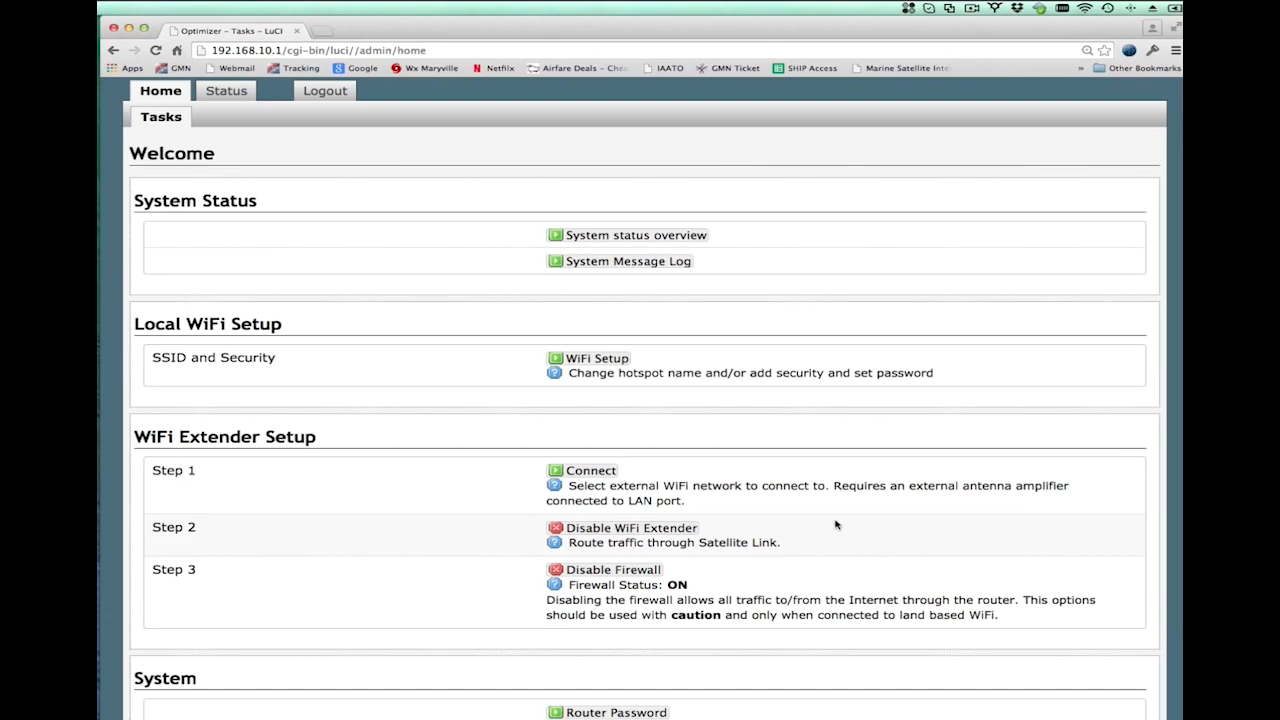 Optimizer - Tasks - LuCI
192.168.10.1/cgi-bin/luci//admin/home
Apps GMN Webmail Tracking Google Wx Maryville Netflix Airfare Deals - Che IAATO GMN Ticket SHIP Access Marine Satellite Inte » Other Bookmarks
Home Status Logout
Tasks
Welcome
System Status
System status overview
System Message Log
Local WiFi Setup
SSID and Security WiFi Setup
Change hotspot name and/or add security and set password
WiFi Extender Setup
Step 1 Connect
Select external WiFi network to connect to. Requires an external antenna amplifier
connected to LAN port.
Step 2 Disable WiFi Extender
Route traffic through Satellite Link.
Step 3 Disable Firewall
Firewall Status: ON
Disabling the firewall allows all traffic to/from the Internet through the router. This options
should be used with caution and only when connected to land based WiFi.
System
Router Password